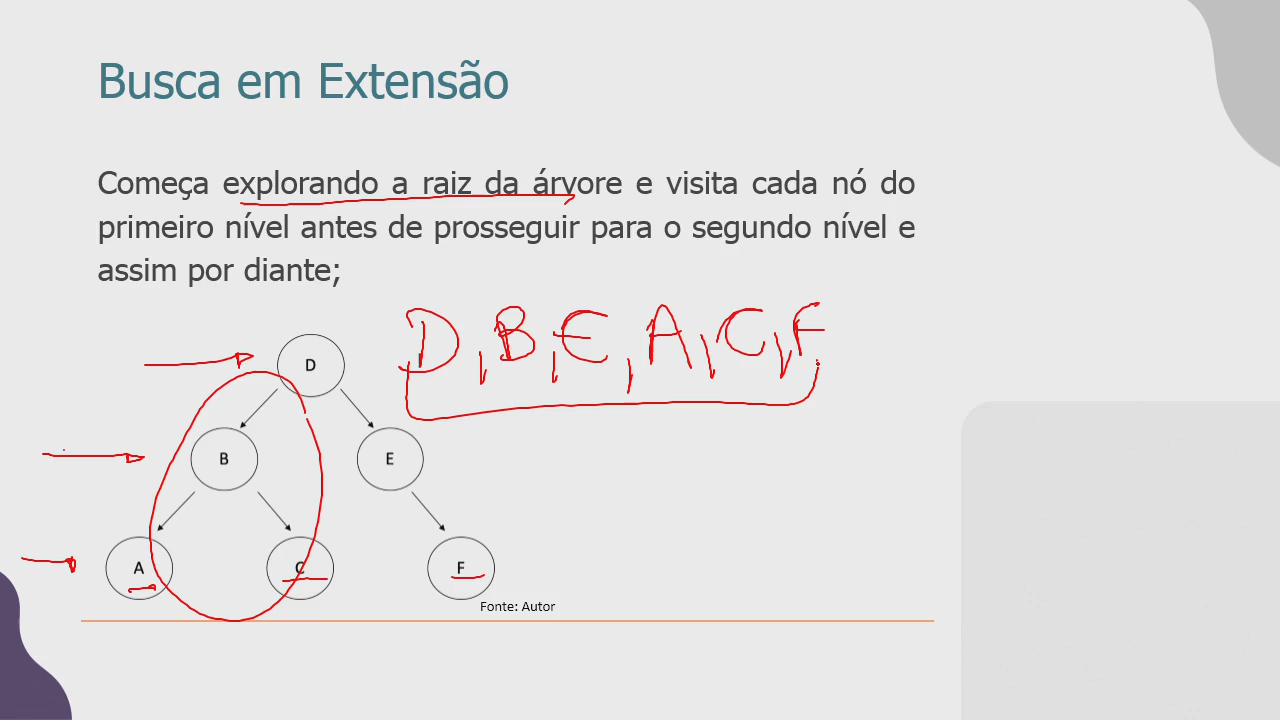 Busca em Extensão
Começa explorando a raiz da árvore e visita cada nó do
primeiro nível antes de prosseguir para o segundo nível e
assim por diante;
D, B, E, A, C, F
D
B
E
A
C
F
Fonte: Autor